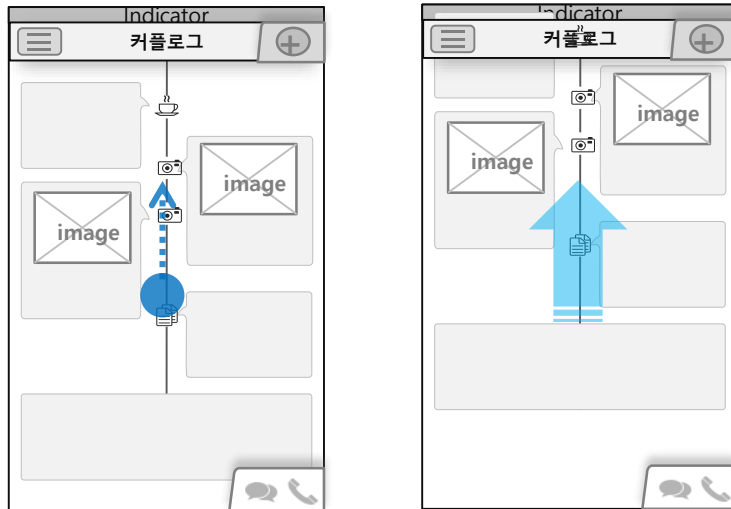 Indicator
커플로그
image
image
Indicator
커플로그
image
image